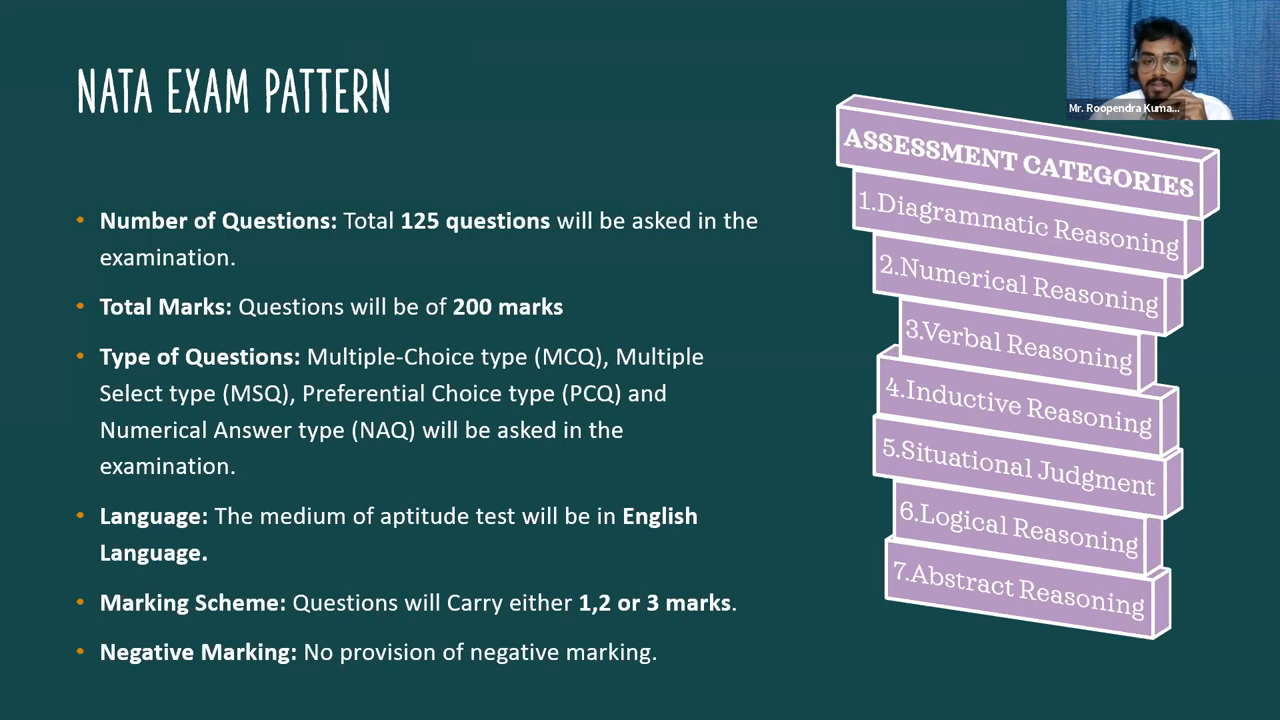 NATA EXAM PATTERN
Number of Questions: Total 125 questions will be asked in the
examination.
Total Marks: Questions will be of 200 marks
Type of Questions: Multiple-Choice type (MCQ), Multiple
Select type (MSQ), Preferential Choice type (PCQ) and
Numerical Answer type (NAQ) will be asked in the
examination.
Language: The medium of aptitude test will be in English
Language.
Marking Scheme: Questions will Carry either 1,2 or 3 marks.
Negative Marking: No provision of negative marking.
Mr. Roopendra Kuma...
ASSESSMENT CATEGORIES
1.Diagrammatic Reasoning
2.Numerical Reasoning
3.Verbal Reasoning
4.Inductive Reasoning
5.Situational Judgment
6.Logical Reasoning
7.Abstract Reasoning